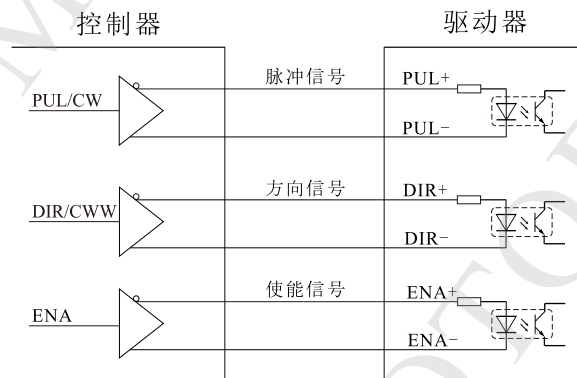 控制器
驱动器
脉冲信号
PUL+
PUL/CW
PUL−
方向信号
DIR+
DIR/CWW
DIR−
使能信号
ENA+
ENA
ENA−